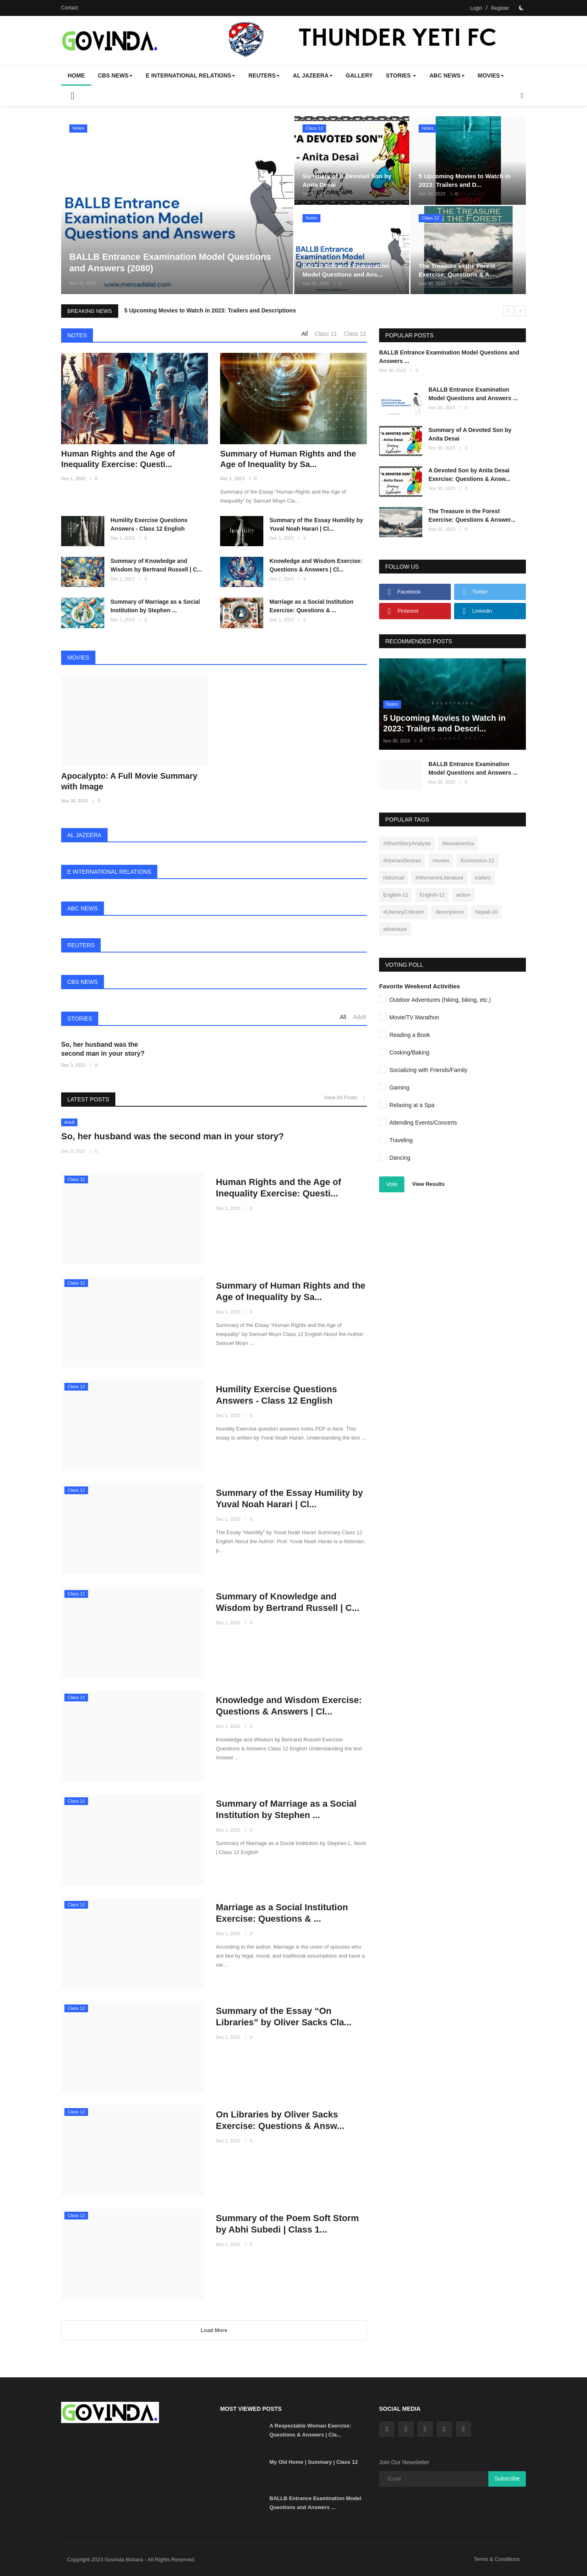 Contact
Login / Register
GOVINDA.
THUNDER YETI FC
HOME
CBS NEWS
E INTERNATIONAL RELATIONS
REUTERS
AL JAZEERA
GALLERY
STORIES
ABC NEWS
MOVIES
Notes
BALLB Entrance Examination Model Questions and Answers
www.meroadalat.com
BALLB Entrance Examination Model Questions
and Answers (2080)
Nov 30, 2023 0
"A DEVOTED SON"
- Anita Desai
Class 12
Summary of A Devoted Son by
Anita Desai
Notes
5 Upcoming Movies to Watch in
2023: Trailers and D...
Nov 30, 2023 0
Notes
BALLB Entrance Examination
Model Questions and Ans...
Nov 30, 2023 0
Class 12
The Treasure in the Forest
Exercise: Questions & A...
Nov 30, 2023 0
BREAKING NEWS
5 Upcoming Movies to Watch in 2023: Trailers and Descriptions
NOTES
All Class 11 Class 12
Human Rights and the Age of
Inequality Exercise: Questi...
Dec 1, 2023 0
Summary of Human Rights and the
Age of Inequality by Sa...
Dec 1, 2023 0
Summary of the Essay “Human Rights and the Age of
Inequality” by Samuel Moyn Cla...
Humility Exercise Questions
Answers - Class 12 English
Dec 1, 2023 0
Summary of the Essay Humility by
Yuval Noah Harari | Cl...
Dec 1, 2023 0
Summary of Knowledge and
Wisdom by Bertrand Russell | C...
Dec 1, 2023 0
Knowledge and Wisdom Exercise:
Questions & Answers | Cl...
Dec 1, 2023 0
Summary of Marriage as a Social
Institution by Stephen ...
Dec 1, 2023 0
Marriage as a Social Institution
Exercise: Questions & ...
Dec 1, 2023 0
MOVIES
Apocalypto: A Full Movie Summary
with Image
Nov 30, 2023 0
AL JAZEERA
E INTERNATIONAL RELATIONS
ABC NEWS
REUTERS
CBS NEWS
STORIES
All Adult
So, her husband was the
second man in your story?
Dec 3, 2023 0
LATEST POSTS
View All Posts
Adult
So, her husband was the second man in your story?
Dec 3, 2023 0
Class 12
Human Rights and the Age of
Inequality Exercise: Questi...
Dec 1, 2023 0
Class 12
Summary of Human Rights and the
Age of Inequality by Sa...
Dec 1, 2023 0
Summary of the Essay “Human Rights and the Age of
Inequality” by Samuel Moyn Class 12 English About the Author:
Samuel Moyn ...
Class 12
Humility Exercise Questions
Answers - Class 12 English
Dec 1, 2023 0
Humility Exercise question answers notes PDF is here. This
essay is written by Yuval Noah Harari. Understanding the text ...
Class 12
Summary of the Essay Humility by
Yuval Noah Harari | Cl...
Dec 1, 2023 0
The Essay “Humility” by Yuval Noah Harari Summary Class 12
English About the Author: Prof. Yuval Noah Harari is a historian,
p...
Class 12
Summary of Knowledge and
Wisdom by Bertrand Russell | C...
Dec 1, 2023 0
Class 12
Knowledge and Wisdom Exercise:
Questions & Answers | Cl...
Dec 1, 2023 0
Knowledge and Wisdom by Bertrand Russell Exercise:
Questions & Answers Class 12 English Understanding the text
Answer ...
Class 12
Summary of Marriage as a Social
Institution by Stephen ...
Dec 1, 2023 0
Summary of Marriage as a Social Institution by Stephen L. Nock
| Class 12 English
Class 12
Marriage as a Social Institution
Exercise: Questions & ...
Dec 1, 2023 0
According to the author, Marriage is the union of spouses who
are tied by legal, moral, and traditional assumptions and have a
var...
Class 12
Summary of the Essay “On
Libraries” by Oliver Sacks Cla...
Dec 1, 2023 0
Class 12
On Libraries by Oliver Sacks
Exercise: Questions & Answ...
Dec 1, 2023 0
Class 12
Summary of the Poem Soft Storm
by Abhi Subedi | Class 1...
Dec 1, 2023 0
Load More
POPULAR POSTS
BALLB Entrance Examination Model Questions and
Answers ...
Nov 30, 2023 0
BALLB Entrance Examination
Model Questions and Answers ...
Nov 30, 2023 0
Summary of A Devoted Son by
Anita Desai
Nov 30, 2023 0
A Devoted Son by Anita Desai
Exercise: Questions & Answ...
Nov 30, 2023 0
The Treasure in the Forest
Exercise: Questions & Answer...
Nov 30, 2023 0
FOLLOW US
Facebook
Twitter
Pinterest
Linkedin
RECOMMENDED POSTS
Notes
5 Upcoming Movies to Watch in
2023: Trailers and Descri...
Nov 30, 2023 0
BALLB Entrance Examination
Model Questions and Answers ...
Nov 30, 2023 0
POPULAR TAGS
#ShortStoryAnalysis
Mesoamerica
#HumanDesires
movies
Economics-12
historical
#WomenInLiterature
trailers
English-11
English-12
action
#LiteraryCriticism
descriptions
Nepali-10
adventure
VOTING POLL
Favorite Weekend Activities
Outdoor Adventures (hiking, biking, etc.)
Movie/TV Marathon
Reading a Book
Cooking/Baking
Socializing with Friends/Family
Gaming
Relaxing at a Spa
Attending Events/Concerts
Traveling
Dancing
Vote
View Results
GOVINDA.
MOST VIEWED POSTS
A Respectable Woman Exercise:
Questions & Answers | Cla...
My Old Home | Summary | Class 12
BALLB Entrance Examination Model
Questions and Answers ...
SOCIAL MEDIA
Join Our Newsletter
Email
Subscribe
Copyright 2023 Govinda Bohara - All Rights Reserved.
Terms & Conditions